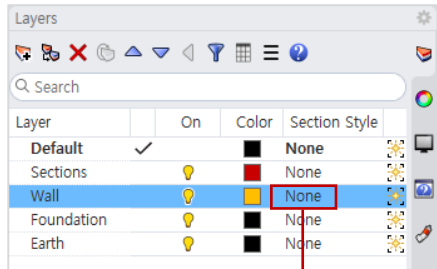 Layers
Search
Layer On Color Section Style
Default None
Sections None
Wall None
Foundation None
Earth None